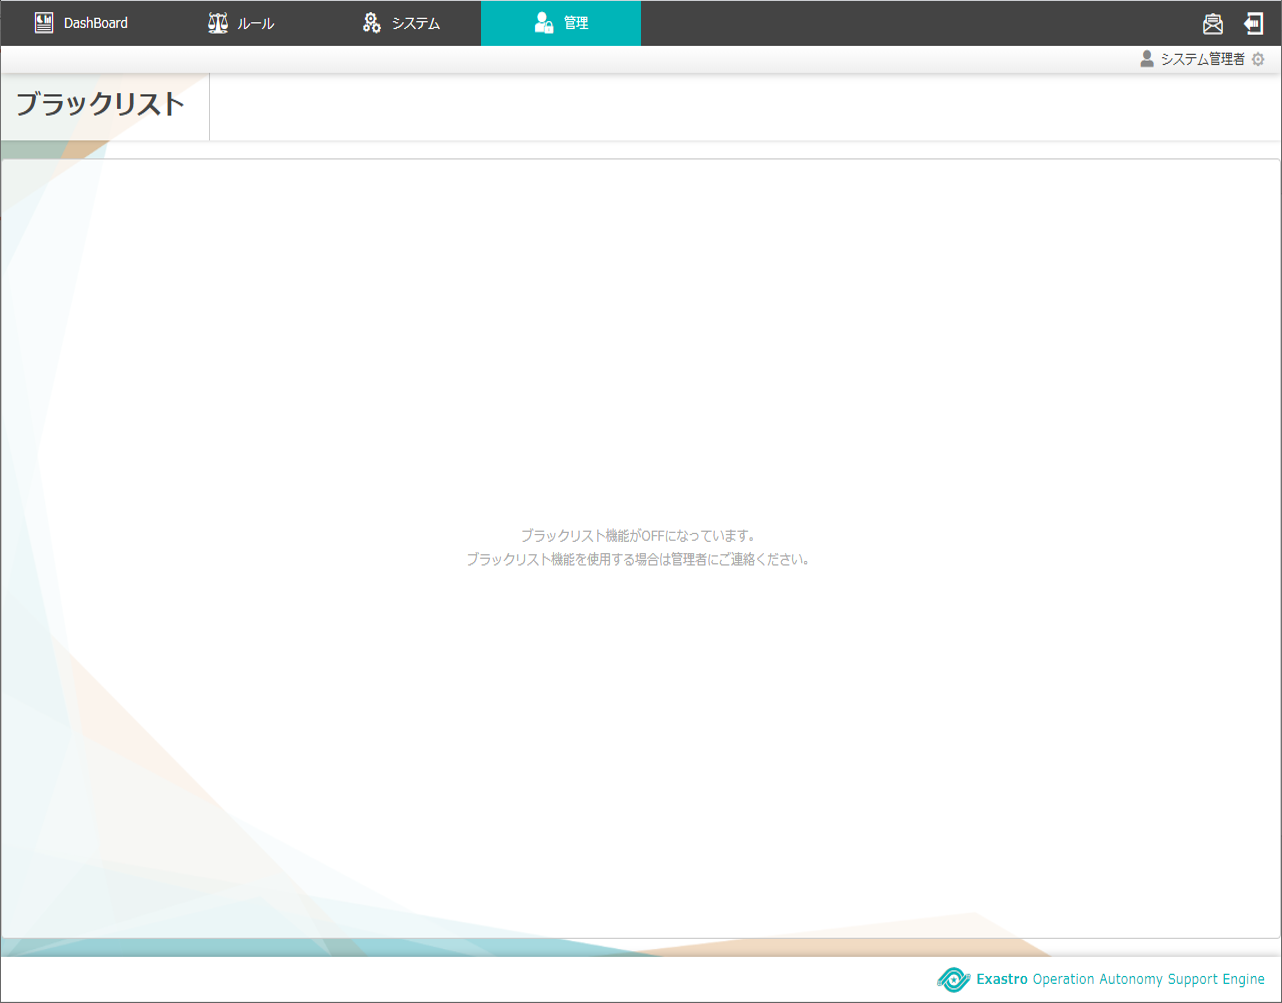 DashBoard
ルール
システム
管理
システム管理者
ブラックリスト
ブラックリスト機能がOFFになっています。
ブラックリスト機能を使用する場合は管理者にご連絡ください。
Exastro Operation Autonomy Support Engine